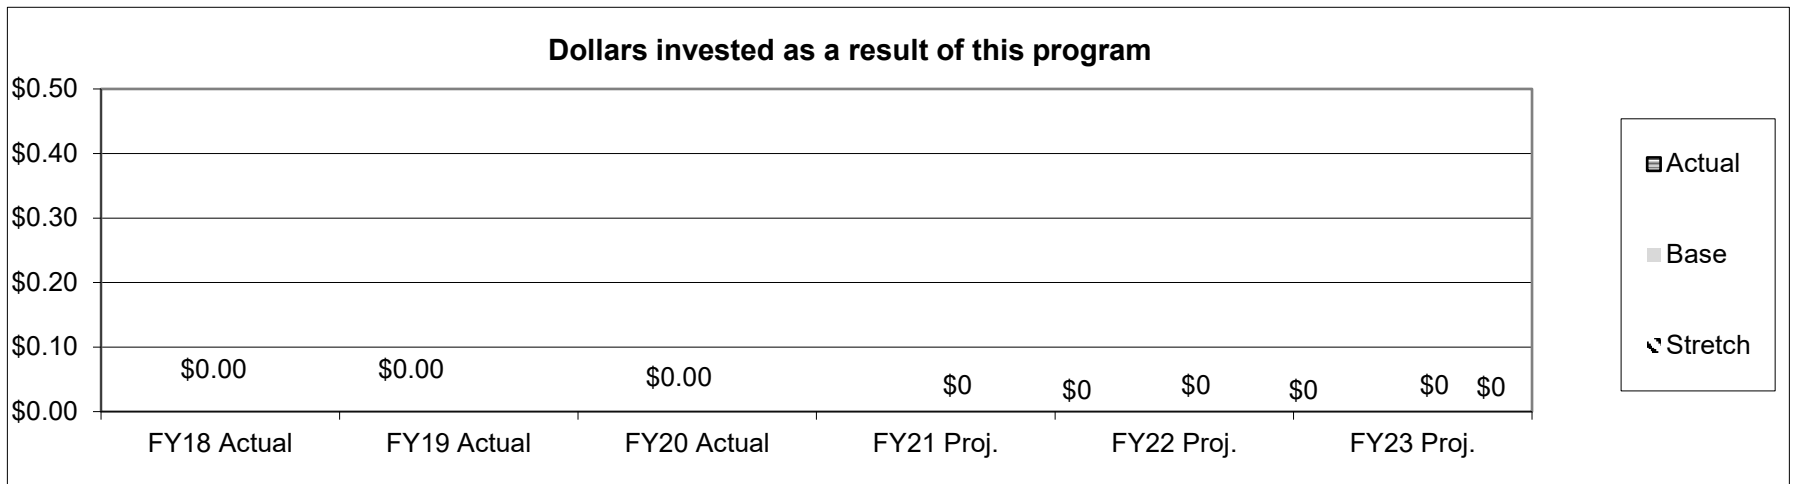 Dollars invested as a result of this program
$0.50
$0.40
$0.30
$0.20
$0.10
$0.00
$0.00
$0.00
$0.00
$0
$0
$0
$0
$0
$0
FY18 Actual
FY19 Actual
FY20 Actual
FY21 Proj.
FY22 Proj.
FY23 Proj.
Actual
Base
Stretch